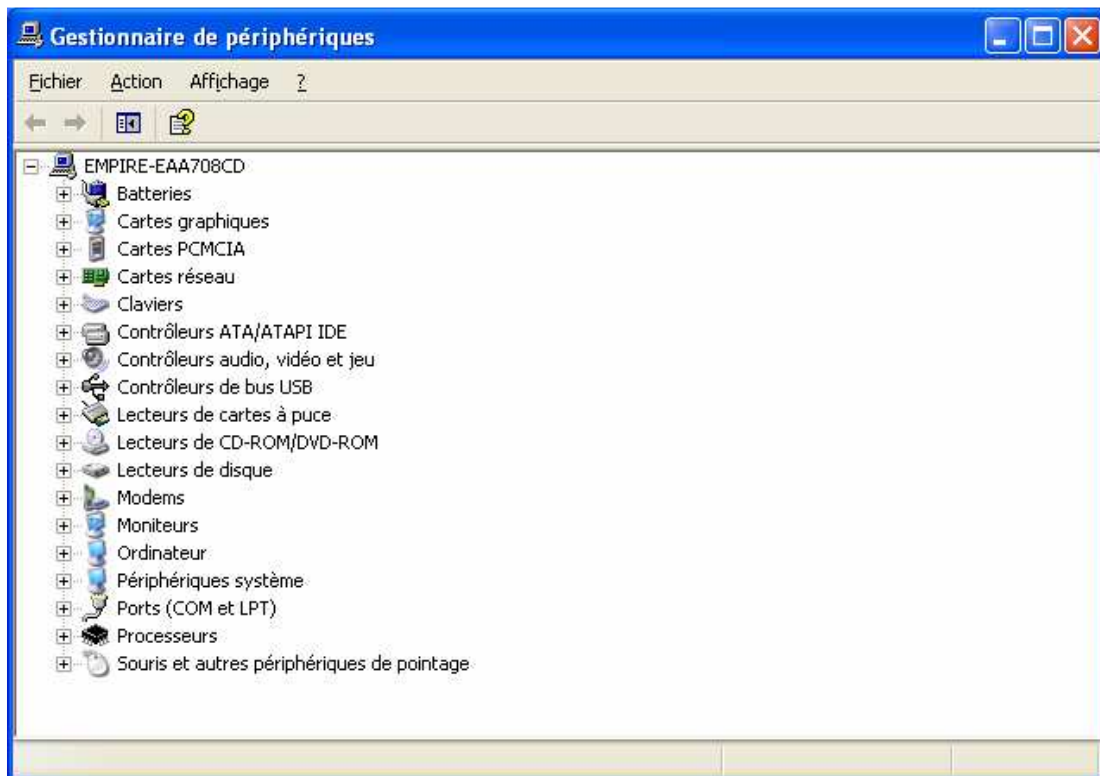 Gestionnaire de périphériques
Fichier Action Affichage ?
EMPIRE-EAA708CD
Batteries
Cartes graphiques
Cartes PCMCIA
Cartes réseau
Claviers
Contrôleurs ATA/ATAPI IDE
Contrôleurs audio, vidéo et jeu
Contrôleurs de bus USB
Lecteurs de cartes à puce
Lecteurs de CD-ROM/DVD-ROM
Lecteurs de disque
Modems
Moniteurs
Ordinateur
Périphériques système
Ports (COM et LPT)
Processeurs
Souris et autres périphériques de pointage